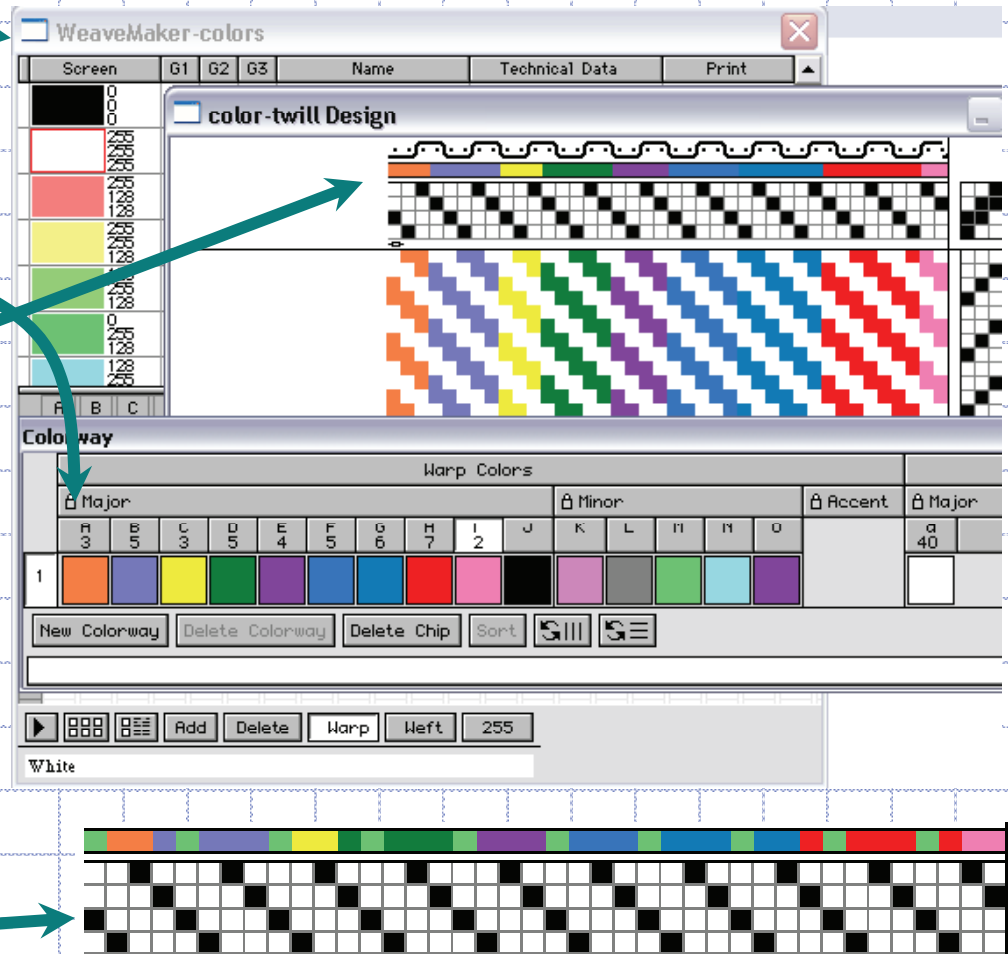 WeaveMaker-colors
Screen G1 G2 G3 Name Technical Data Print
0
0
0
255
255
255
255
128
128
255
255
128
255
128
0
255
128
128
255
color-twill Design
A B C
Colorway
Warp Colors
Major Minor Accent Major
A B C D E F G H I J K L M N O a
3 5 3 5 4 5 6 7 2 40
1
New Colorway Delete Colorway Delete Chip Sort
Add Delete Warp Weft 255
White